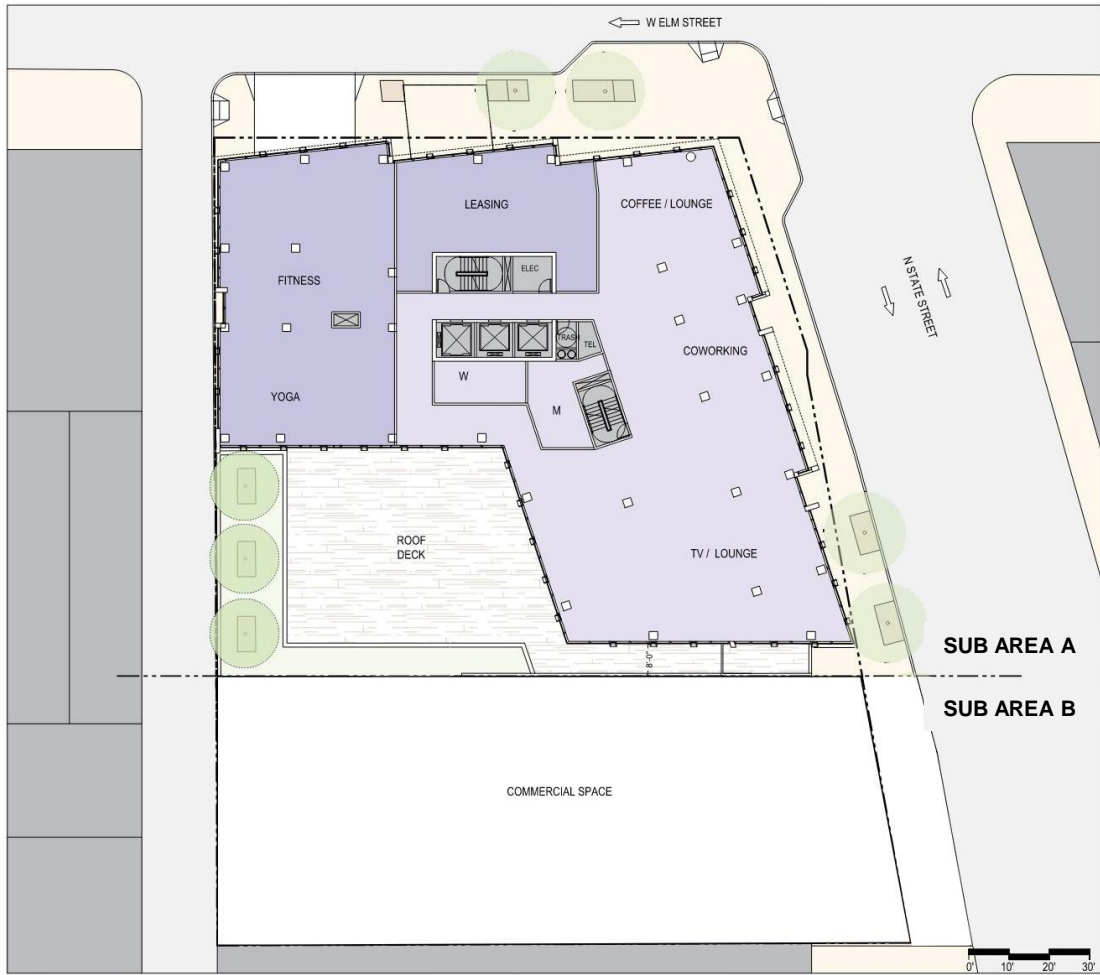 W ELM STREET
LEASING
COFFEE / LOUNGE
N STATE STREET
ELEC
FITNESS
TRASH
TEL
COWORKING
W
YOGA
M
ROOF
DECK
TV / LOUNGE
8'-0"
SUB AREA A
SUB AREA B
COMMERCIAL SPACE
0' 10' 20' 30'